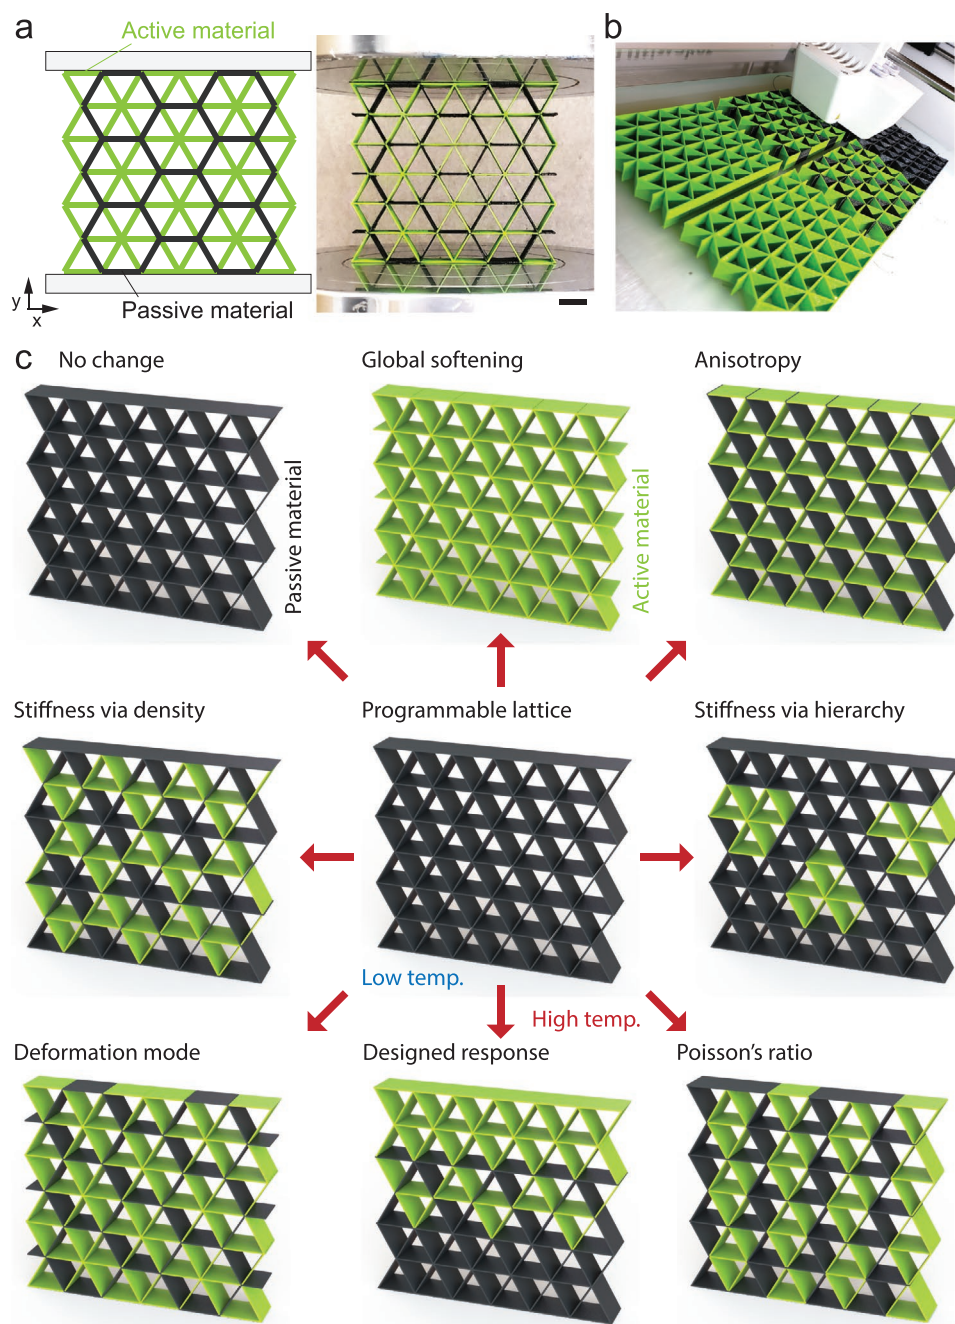 a
Active material
Passive material
y
x
b
c
No change
Global softening
Anisotropy
Passive material
Active material
Stiffness via density
Programmable lattice
Stiffness via hierarchy
Low temp.
High temp.
Deformation mode
Designed response
Poisson's ratio